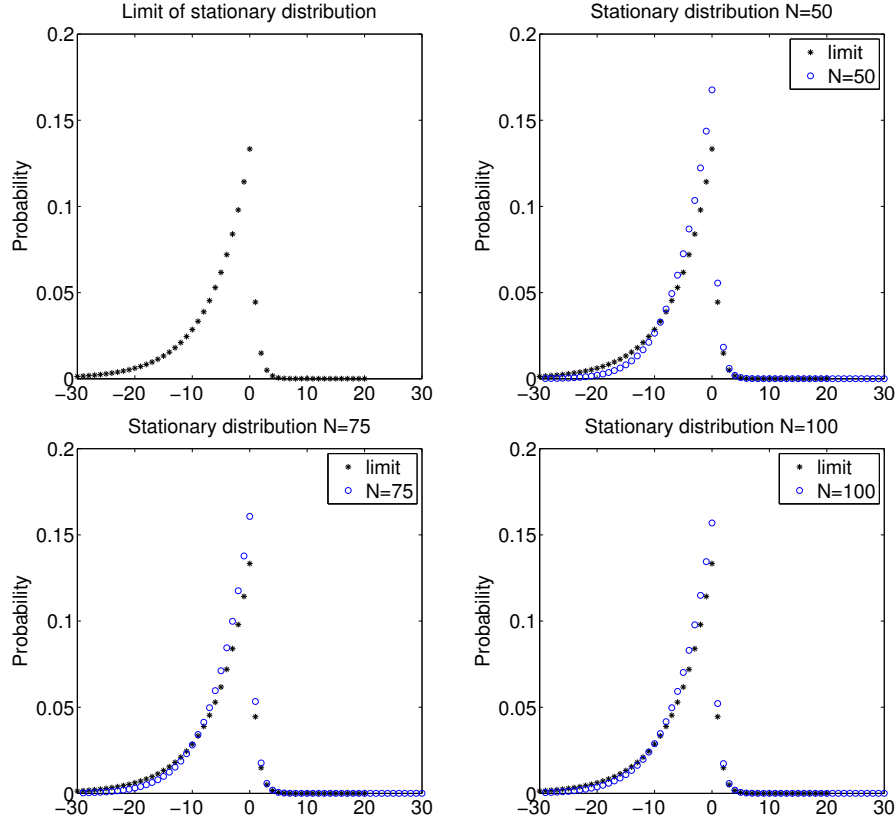 Limit of stationary distribution
Probability
0.2
0.15
0.1
0.05
0
−30 −20 −10 0 10 20 30
Stationary distribution N=50
Probability
0.2
0.15
0.1
0.05
0
limit
N=50
−30 −20 −10 0 10 20 30
Stationary distribution N=75
Probability
0.2
0.15
0.1
0.05
0
limit
N=75
−30 −20 −10 0 10 20 30
Stationary distribution N=100
Probability
0.2
0.15
0.1
0.05
0
limit
N=100
−30 −20 −10 0 10 20 30